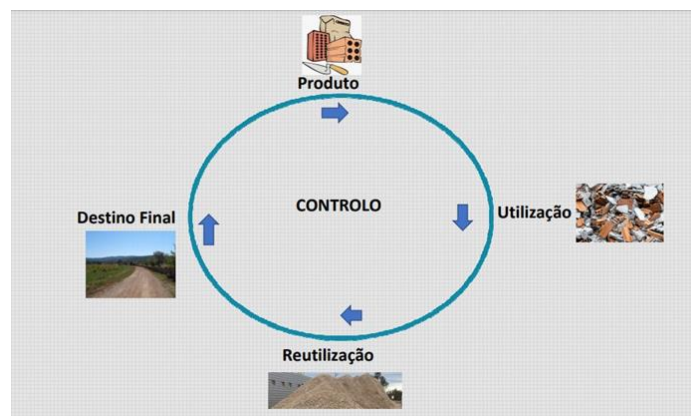 Produto
CONTROLO
Utilização
Destino Final
Reutilização